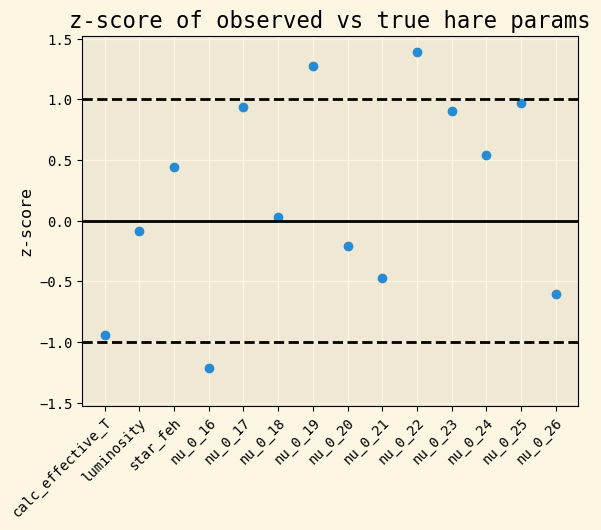 z-score of observed vs true hare params
z-score
1.5
1.0
0.5
0.0
−0.5
−1.0
−1.5
calc_effective_T
luminosity
star_feh
nu_0_16
nu_0_17
nu_0_18
nu_0_19
nu_0_20
nu_0_21
nu_0_22
nu_0_23
nu_0_24
nu_0_25
nu_0_26